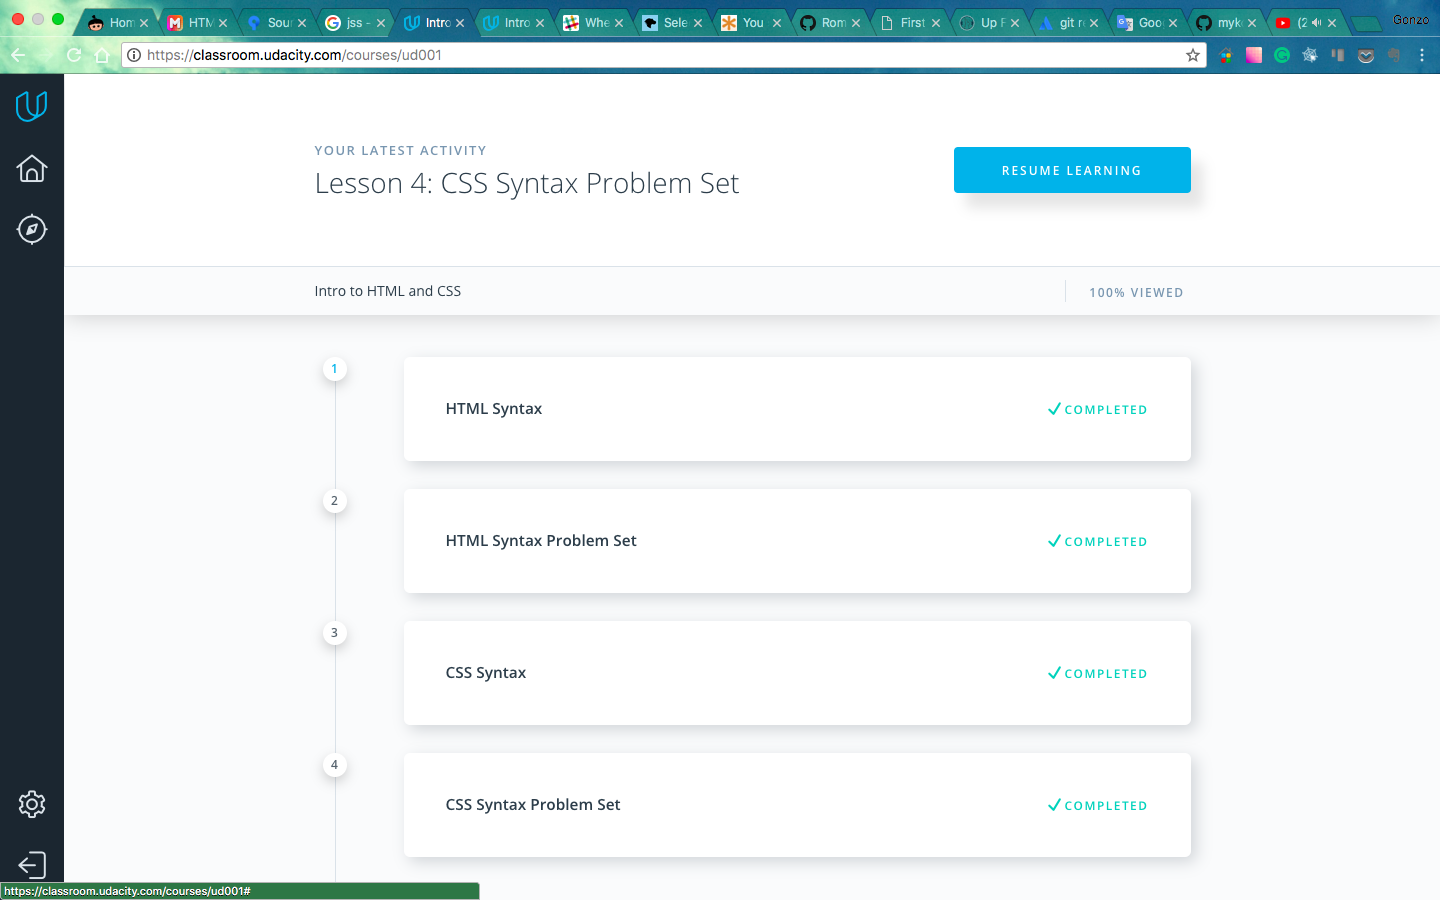 Hom
HTM
Sour
jss -
Intro
Intro
Whe
Sele
You
Rom
First
Up F
git re
Goo
myk
(2
Gonzo
https://classroom.udacity.com/courses/ud001
YOUR LATEST ACTIVITY
Lesson 4: CSS Syntax Problem Set
RESUME LEARNING
Intro to HTML and CSS
100% VIEWED
1
HTML Syntax
COMPLETED
2
HTML Syntax Problem Set
COMPLETED
3
CSS Syntax
COMPLETED
4
CSS Syntax Problem Set
COMPLETED
https://classroom.udacity.com/courses/ud001#